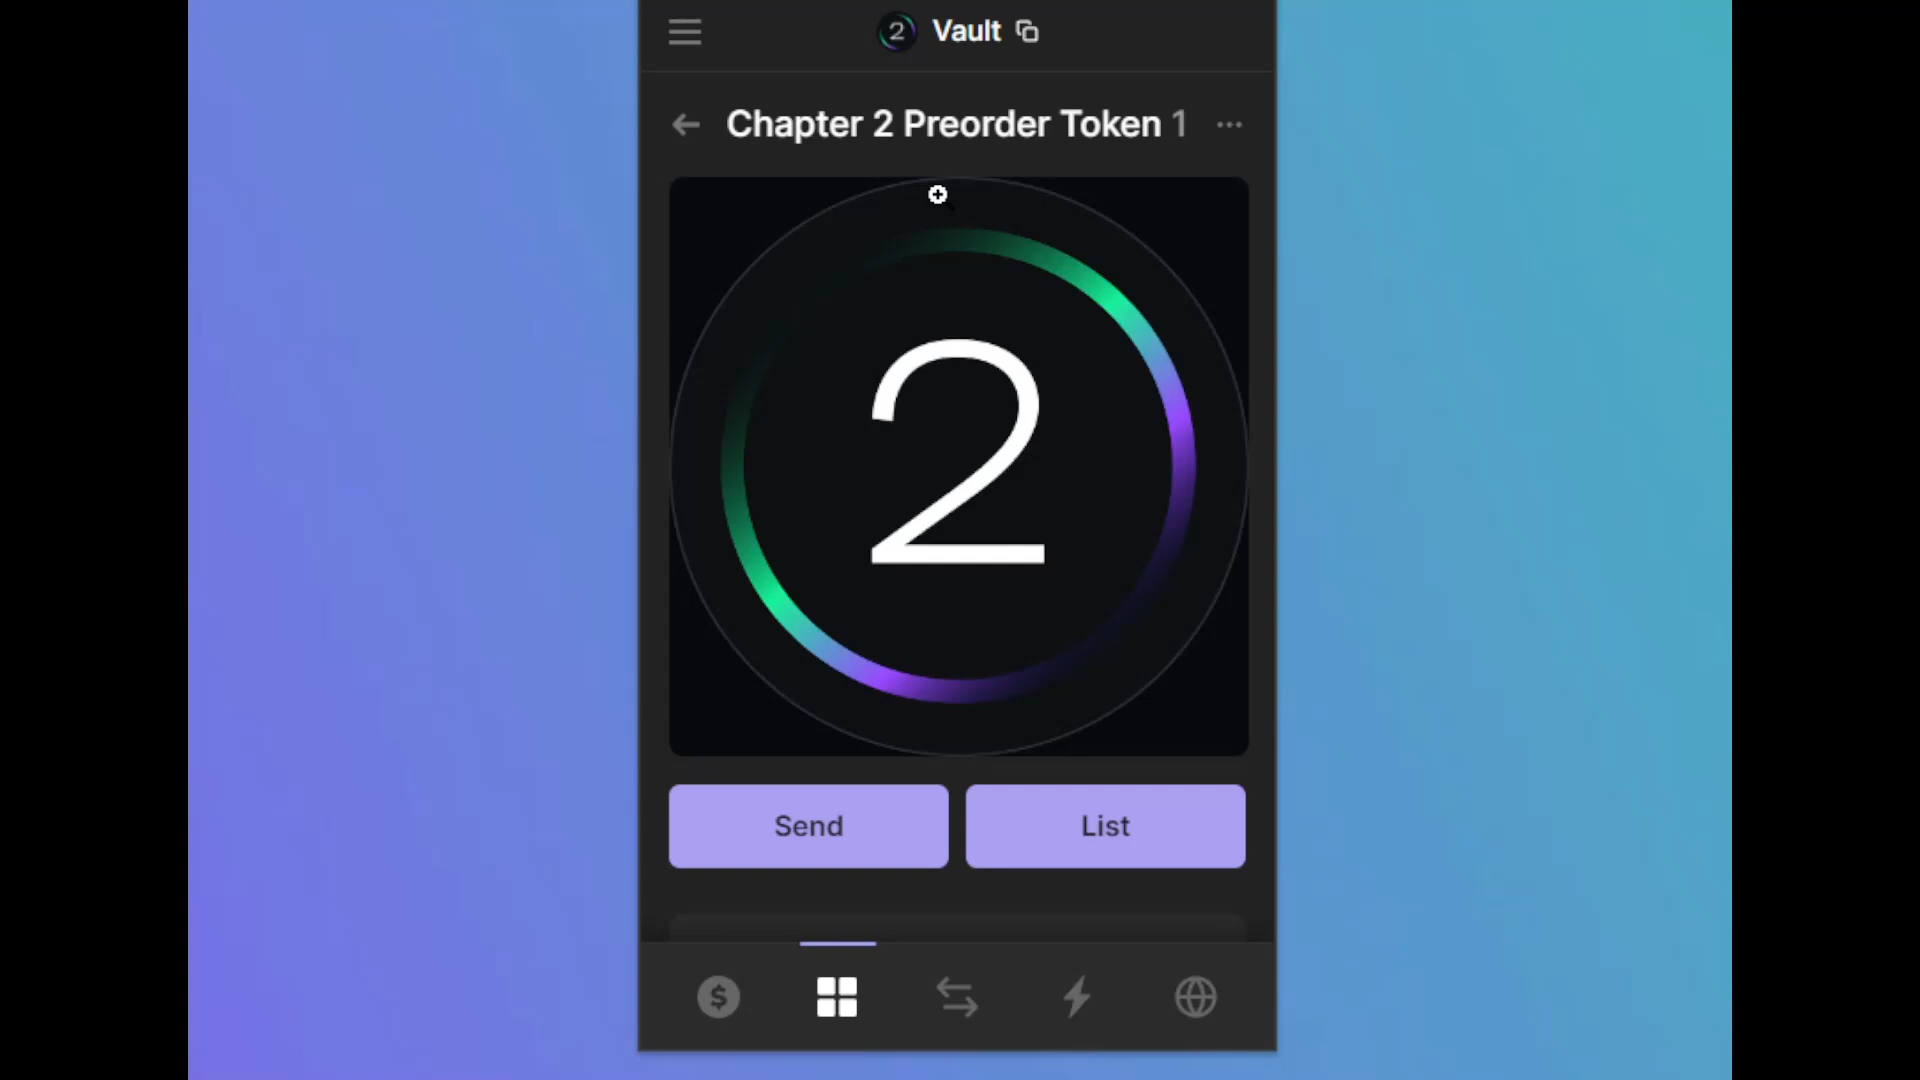 2 Vault
Chapter 2 Preorder Token 1
2
Send
List
$